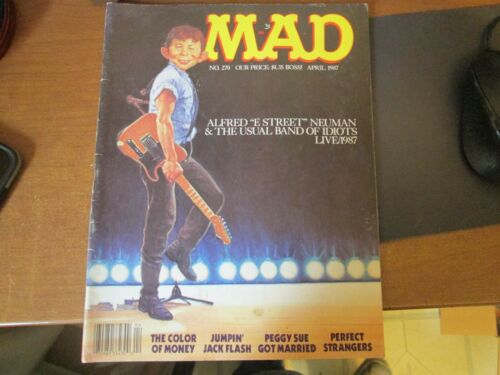 MAD
NO. 270 OUR PRICE: $1.35 BOSS! APRIL 1987
ALFRED "E STREET" NEUMAN
& THE USUAL BAND OF IDIOTS
LIVE/1987
THE COLOR
OF MONEY
JUMPIN'
JACK FLASH
PEGGY SUE
GOT MARRIED
PERFECT
STRANGERS